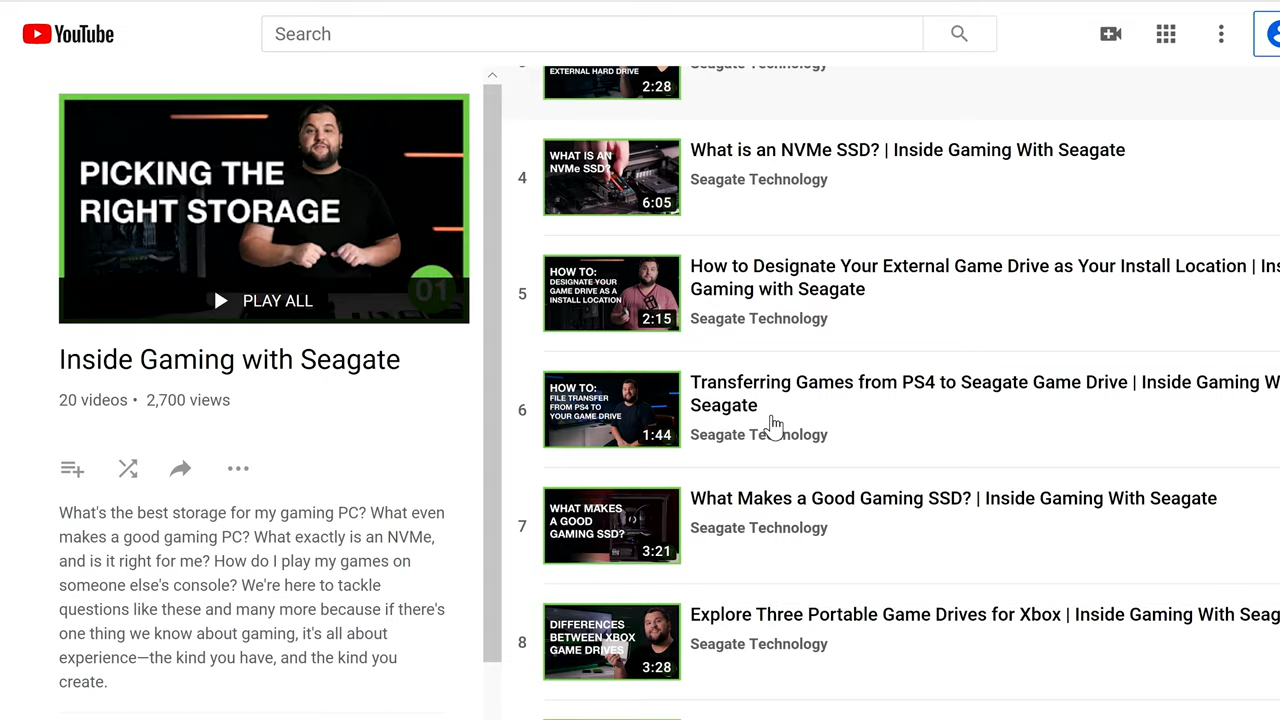 YouTube
Search
PICKING THE
RIGHT STORAGE
01
PLAY ALL
Inside Gaming with Seagate
20 videos • 2,700 views
What's the best storage for my gaming PC? What even
makes a good gaming PC? What exactly is an NVMe,
and is it right for me? How do I play my games on
someone else's console? We're here to tackle
questions like these and many more because if there's
one thing we know about gaming, it's all about
experience—the kind you have, and the kind you
create.
EXTERNAL HARD DRIVE
2:28
Seagate Technology
4
WHAT IS AN
NVMe SSD?
6:05
What is an NVMe SSD? | Inside Gaming With Seagate
Seagate Technology
5
HOW TO:
DESIGNATE YOUR
GAME DRIVE AS A
INSTALL LOCATION
2:15
How to Designate Your External Game Drive as Your Install Location |
Gaming with Seagate
Seagate Technology
6
HOW TO:
FILE TRANSFER
FROM PS4 TO
YOUR GAME DRIVE
1:44
Transferring Games from PS4 to Seagate Game Drive | Inside Gaming W
Seagate
Seagate Technology
7
WHAT MAKES
A GOOD
GAMING SSD?
3:21
What Makes a Good Gaming SSD? | Inside Gaming With Seagate
Seagate Technology
8
DIFFERENCES
BETWEEN XBOX
GAME DRIVES
3:28
Explore Three Portable Game Drives for Xbox | Inside Gaming With Seag
Seagate Technology